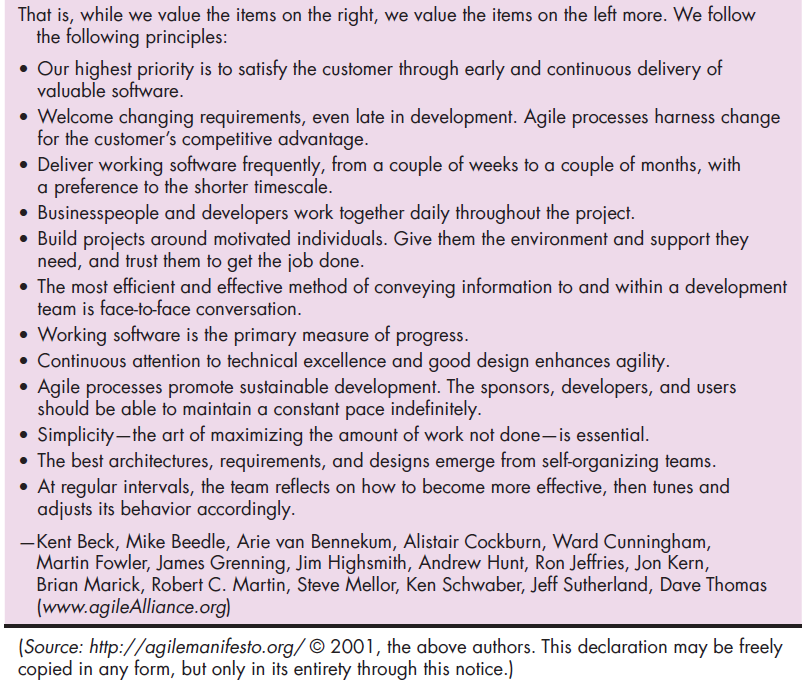 That is, while we value the items on the right, we value the items on the left more. We follow
the following principles:
• Our highest priority is to satisfy the customer through early and continuous delivery of
valuable software.
• Welcome changing requirements, even late in development. Agile processes harness change
for the customer's competitive advantage.
• Deliver working software frequently, from a couple of weeks to a couple of months, with
a preference to the shorter timescale.
• Businesspeople and developers work together daily throughout the project.
• Build projects around motivated individuals. Give them the environment and support they
need, and trust them to get the job done.
• The most efficient and effective method of conveying information to and within a development
team is face-to-face conversation.
• Working software is the primary measure of progress.
• Continuous attention to technical excellence and good design enhances agility.
• Agile processes promote sustainable development. The sponsors, developers, and users
should be able to maintain a constant pace indefinitely.
• Simplicity—the art of maximizing the amount of work not done—is essential.
• The best architectures, requirements, and designs emerge from self-organizing teams.
• At regular intervals, the team reflects on how to become more effective, then tunes and
adjusts its behavior accordingly.
—Kent Beck, Mike Beedle, Arie van Bennekum, Alistair Cockburn, Ward Cunningham,
Martin Fowler, James Grenning, Jim Highsmith, Andrew Hunt, Ron Jeffries, Jon Kern,
Brian Marick, Robert C. Martin, Steve Mellor, Ken Schwaber, Jeff Sutherland, Dave Thomas
(www.agileAlliance.org)
(Source: http://agilemanifesto.org/ © 2001, the above authors. This declaration may be freely
copied in any form, but only in its entirety through this notice.)